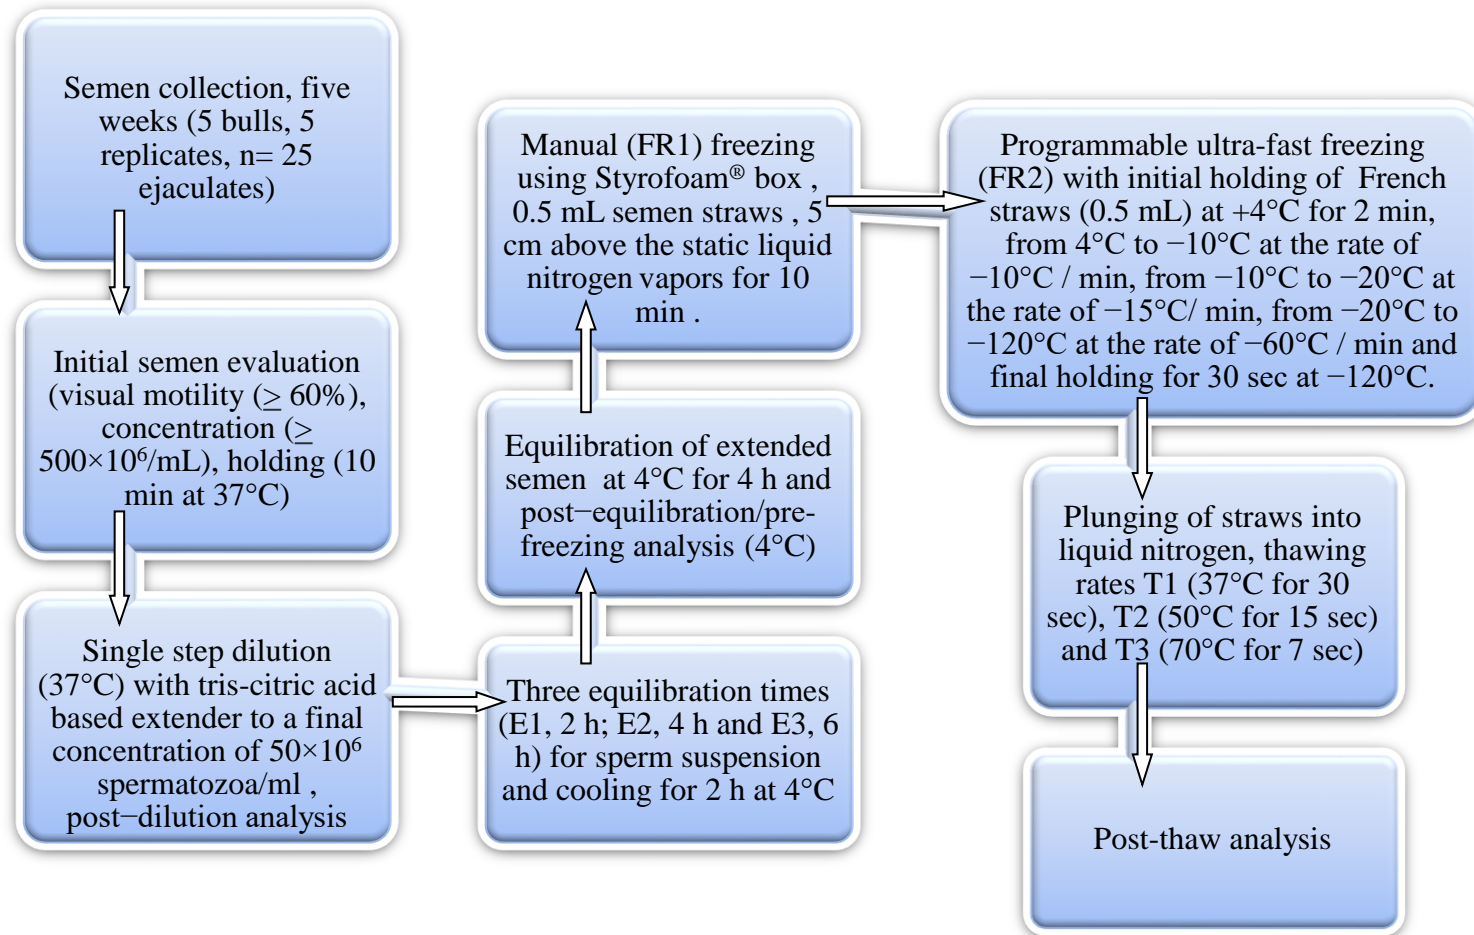 Semen collection, five
weeks (5 bulls, 5
replicates, n= 25
ejaculates)
Initial semen evaluation
(visual motility (≥ 60%),
concentration (≥
500×10⁶/mL), holding (10
min at 37°C)
Single step dilution
(37°C) with tris-citric acid
based extender to a final
concentration of 50×10⁶
spermatozoa/ml ,
post−dilution analysis
Three equilibration times
(E1, 2 h; E2, 4 h and E3, 6
h) for sperm suspension
and cooling for 2 h at 4°C
Equilibration of extended
semen  at 4°C for 4 h and
post−equilibration/pre-
freezing analysis (4°C)
Manual (FR1) freezing
using Styrofoam® box ,
0.5 mL semen straws , 5
cm above the static liquid
nitrogen vapors for 10
min .
Programmable ultra-fast freezing
(FR2) with initial holding of  French
straws (0.5 mL) at +4°C for 2 min,
from 4°C to −10°C at the rate of
−10°C / min, from −10°C to −20°C at
the rate of −15°C/ min, from −20°C to
−120°C at the rate of −60°C / min and
final holding for 30 sec at −120°C.
Plunging of straws into
liquid nitrogen, thawing
rates T1 (37°C for 30
sec), T2 (50°C for 15 sec)
and T3 (70°C for 7 sec)
Post-thaw analysis